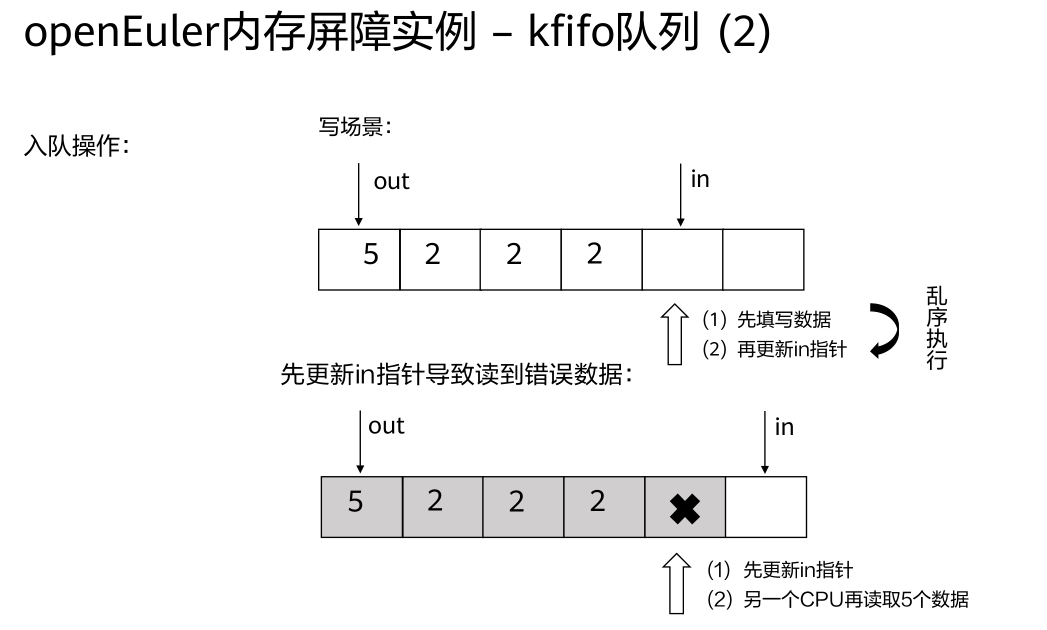 openEuler内存屏障实例 – kfifo队列 (2)
入队操作：
写场景：
out
in
5 2 2 2
(1) 先填写数据
(2) 再更新in指针
乱序执行
先更新in指针导致读到错误数据：
out
in
5 2 2 2
(1) 先更新in指针
(2) 另一个CPU再读取5个数据